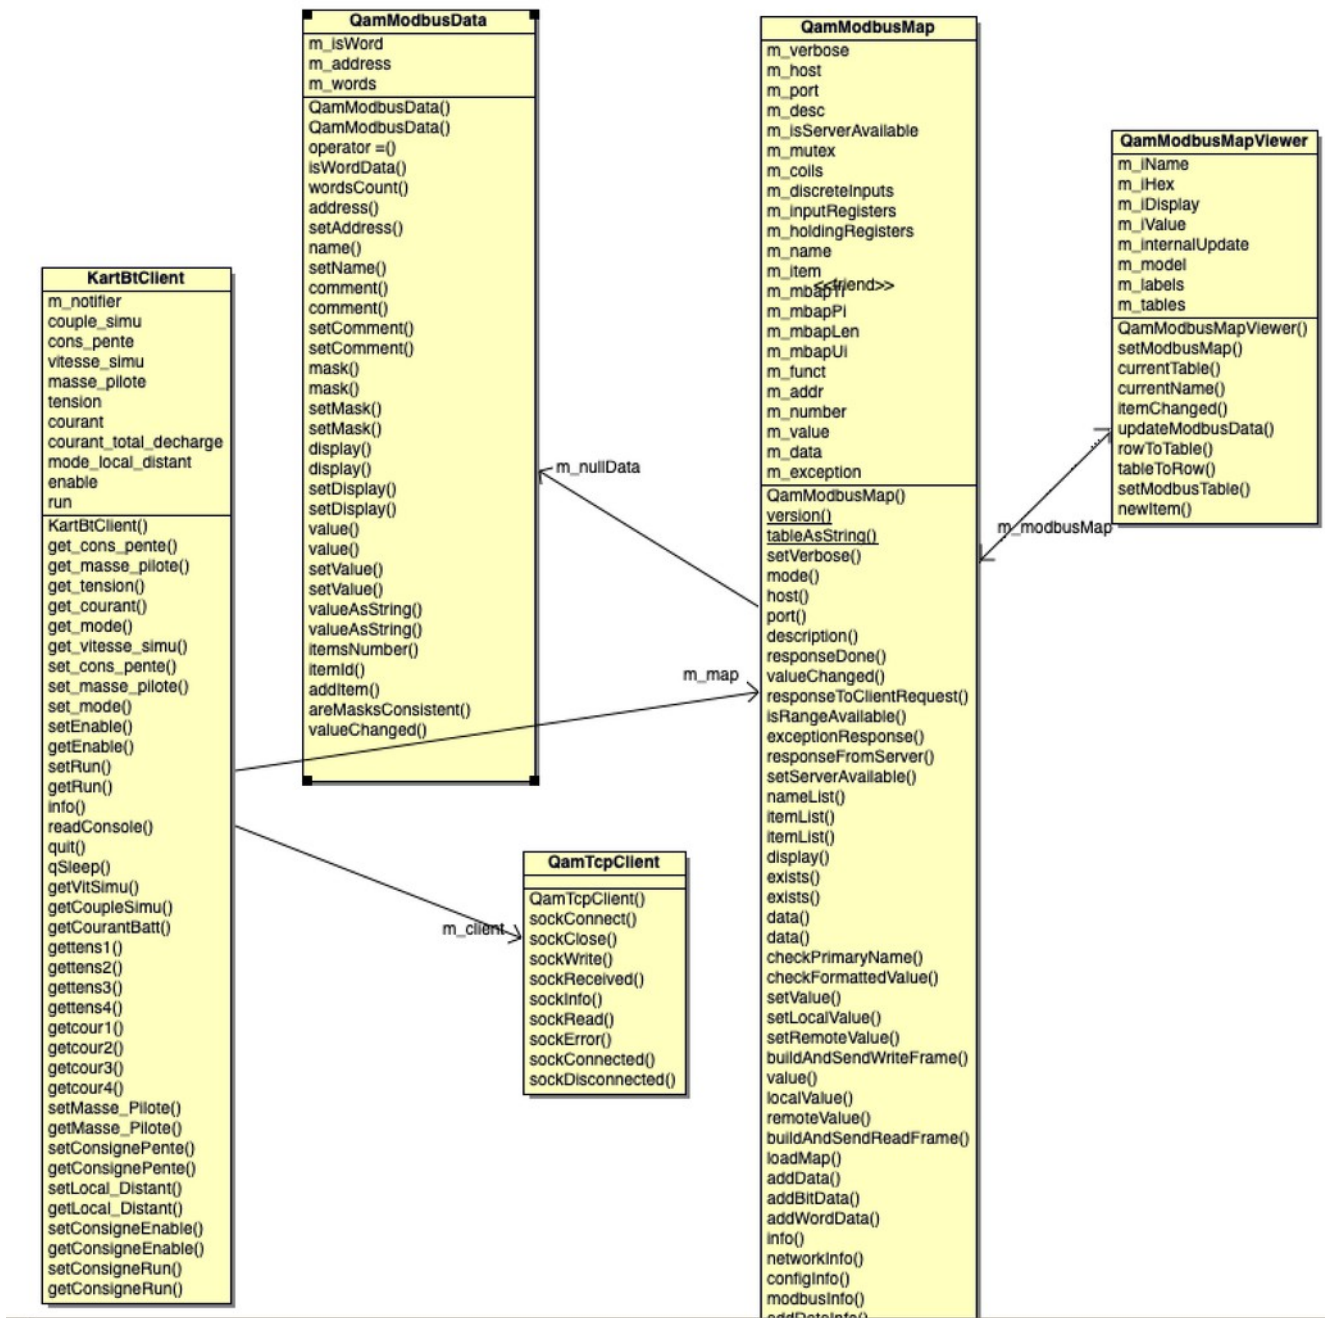 QamModbusData
m_isWord
m_address
m_words
QamModbusData()
QamModbusData()
operator =()
isWordData()
wordsCount()
address()
setAddress()
name()
setName()
comment()
comment()
setComment()
setComment()
mask()
mask()
setMask()
setMask()
display()
display()
setDisplay()
setDisplay()
value()
value()
setValue()
setValue()
valueAsString()
valueAsString()
itemsNumber()
itemId()
addItem()
areMasksConsistent()
valueChanged()
QamModbusMap
m_verbose
m_host
m_port
m_desc
m_isServerAvailable
m_mutex
m_coils
m_discreteInputs
m_inputRegisters
m_holdingRegisters
m_name
m_item
<<friend>>
m_mbapTi
m_mbapPi
m_mbapLen
m_mbapUi
m_funct
m_addr
m_number
m_value
m_data
m_exception
QamModbusMap()
version()
tableAsString()
setVerbose()
mode()
host()
port()
description()
responseDone()
valueChanged()
responseToClientRequest()
isRangeAvailable()
exceptionResponse()
responseFromServer()
setServerAvailable()
nameList()
itemList()
itemList()
display()
exists()
exists()
data()
data()
checkPrimaryName()
checkFormattedValue()
setValue()
setLocalValue()
setRemoteValue()
buildAndSendWriteFrame()
value()
localValue()
remoteValue()
buildAndSendReadFrame()
loadMap()
addData()
addBitData()
addWordData()
info()
networkInfo()
configInfo()
modbusInfo()
QamModbusMapViewer
m_iName
m_iHex
m_iDisplay
m_iValue
m_internalUpdate
m_model
m_labels
m_tables
QamModbusMapViewer()
setModbusMap()
currentTable()
currentName()
itemChanged()
updateModbusData()
rowToTable()
tableToRow()
setModbusTable()
newItem()
KartBtClient
m_notifier
couple_simu
cons_pente
vitesse_simu
masse_pilote
tension
courant
courant_total_decharge
mode_local_distant
enable
run
KartBtClient()
get_cons_pente()
get_masse_pilote()
get_tension()
get_courant()
get_mode()
get_vitesse_simu()
set_cons_pente()
set_masse_pilote()
set_mode()
setEnable()
getEnable()
setRun()
getRun()
info()
readConsole()
quit()
qSleep()
getVitSimu()
getCoupleSimu()
getCourantBatt()
gettens1()
gettens2()
gettens3()
gettens4()
getcour1()
getcour2()
getcour3()
getcour4()
setMasse_Pilote()
getMasse_Pilote()
setConsignePente()
getConsignePente()
setLocal_Distant()
getLocal_Distant()
setConsigneEnable()
getConsigneEnable()
setConsigneRun()
getConsigneRun()
m_nullData
m_modbusMap
m_map
m_client
QamTcpClient
QamTcpClient()
sockConnect()
sockClose()
sockWrite()
sockReceived()
sockInfo()
sockRead()
sockError()
sockConnected()
sockDisconnected()